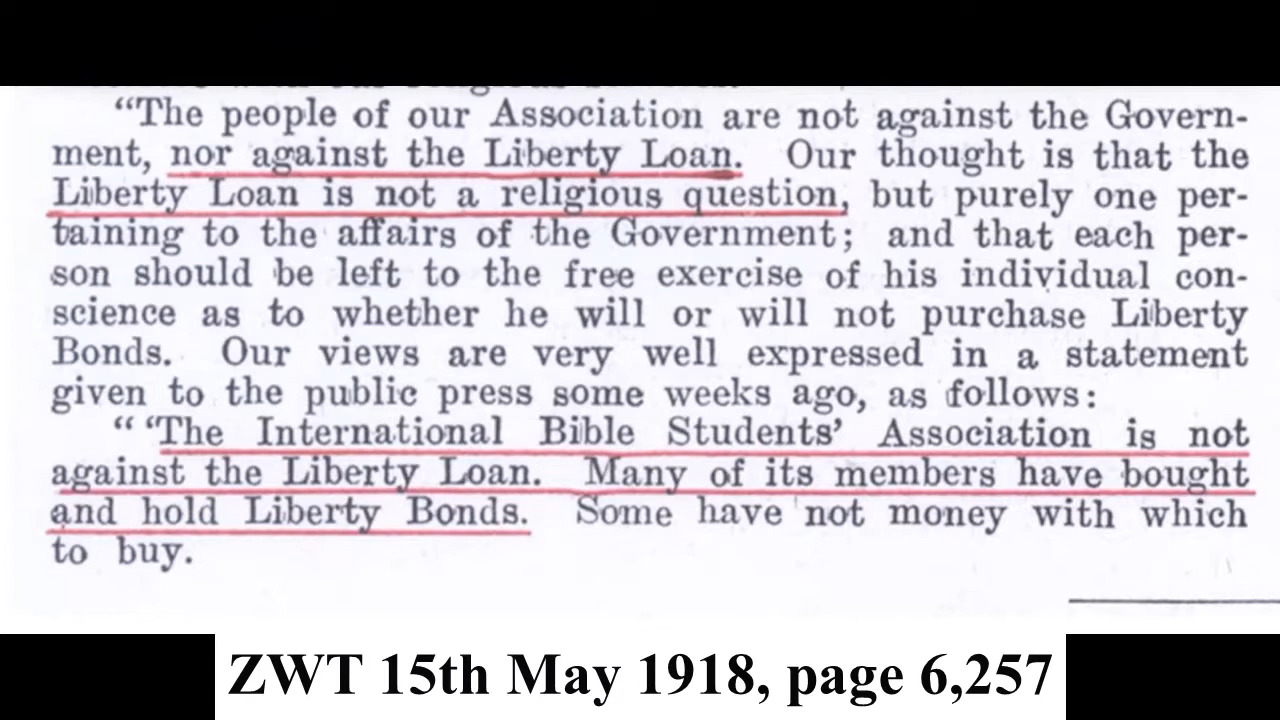 “The people of our Association are not against the Govern-
ment, nor against the Liberty Loan. Our thought is that the
Liberty Loan is not a religious question, but purely one per-
taining to the affairs of the Government; and that each per-
son should be left to the free exercise of his individual con-
science as to whether he will or will not purchase Liberty
Bonds. Our views are very well expressed in a statement
given to the public press some weeks ago, as follows:
“ ‘The International Bible Students’ Association is not
against the Liberty Loan. Many of its members have bought
and hold Liberty Bonds. Some have not money with which
to buy.
ZWT 15th May 1918, page 6,257